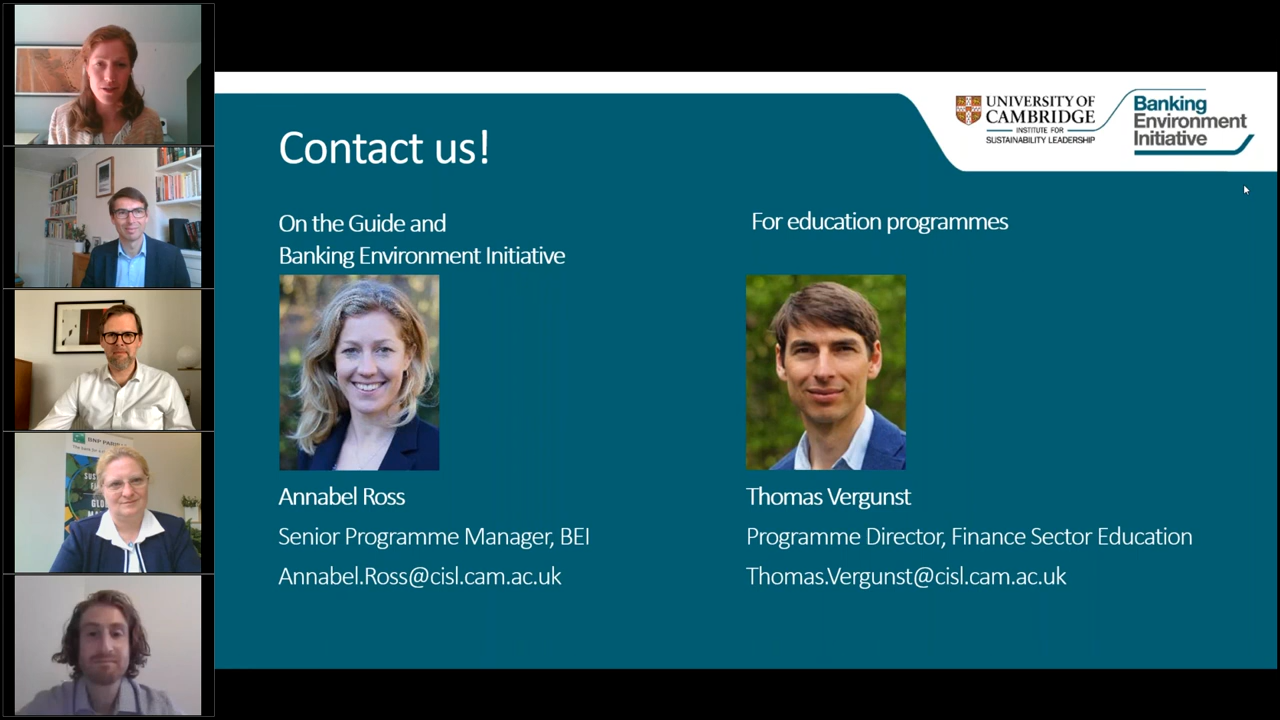 Contact us!
UNIVERSITY OF
CAMBRIDGE
INSTITUTE FOR
SUSTAINABILITY LEADERSHIP
Banking
Environment
Initiative
On the Guide and
Banking Environment Initiative
For education programmes
Annabel Ross
Senior Programme Manager, BEI
Annabel.Ross@cisl.cam.ac.uk
Thomas Vergunst
Programme Director, Finance Sector Education
Thomas.Vergunst@cisl.cam.ac.uk
BNP PARIB